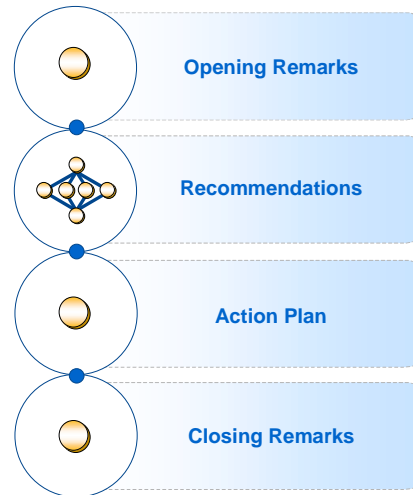 Opening Remarks
Recommendations
Action Plan
Closing Remarks